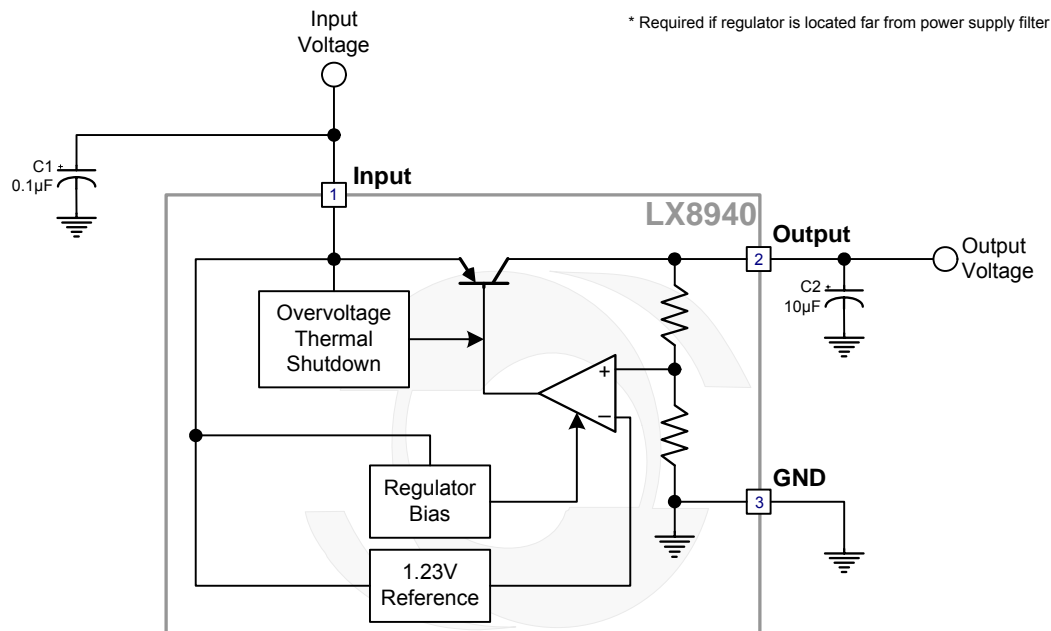 Input
Voltage
* Required if regulator is located far from power supply filter
C1 +
0.1µF
1
Input
LX8940
Output
2
Output
Voltage
C2 +
10µF
Overvoltage
Thermal
Shutdown
+
−
Regulator
Bias
GND
3
1.23V
Reference